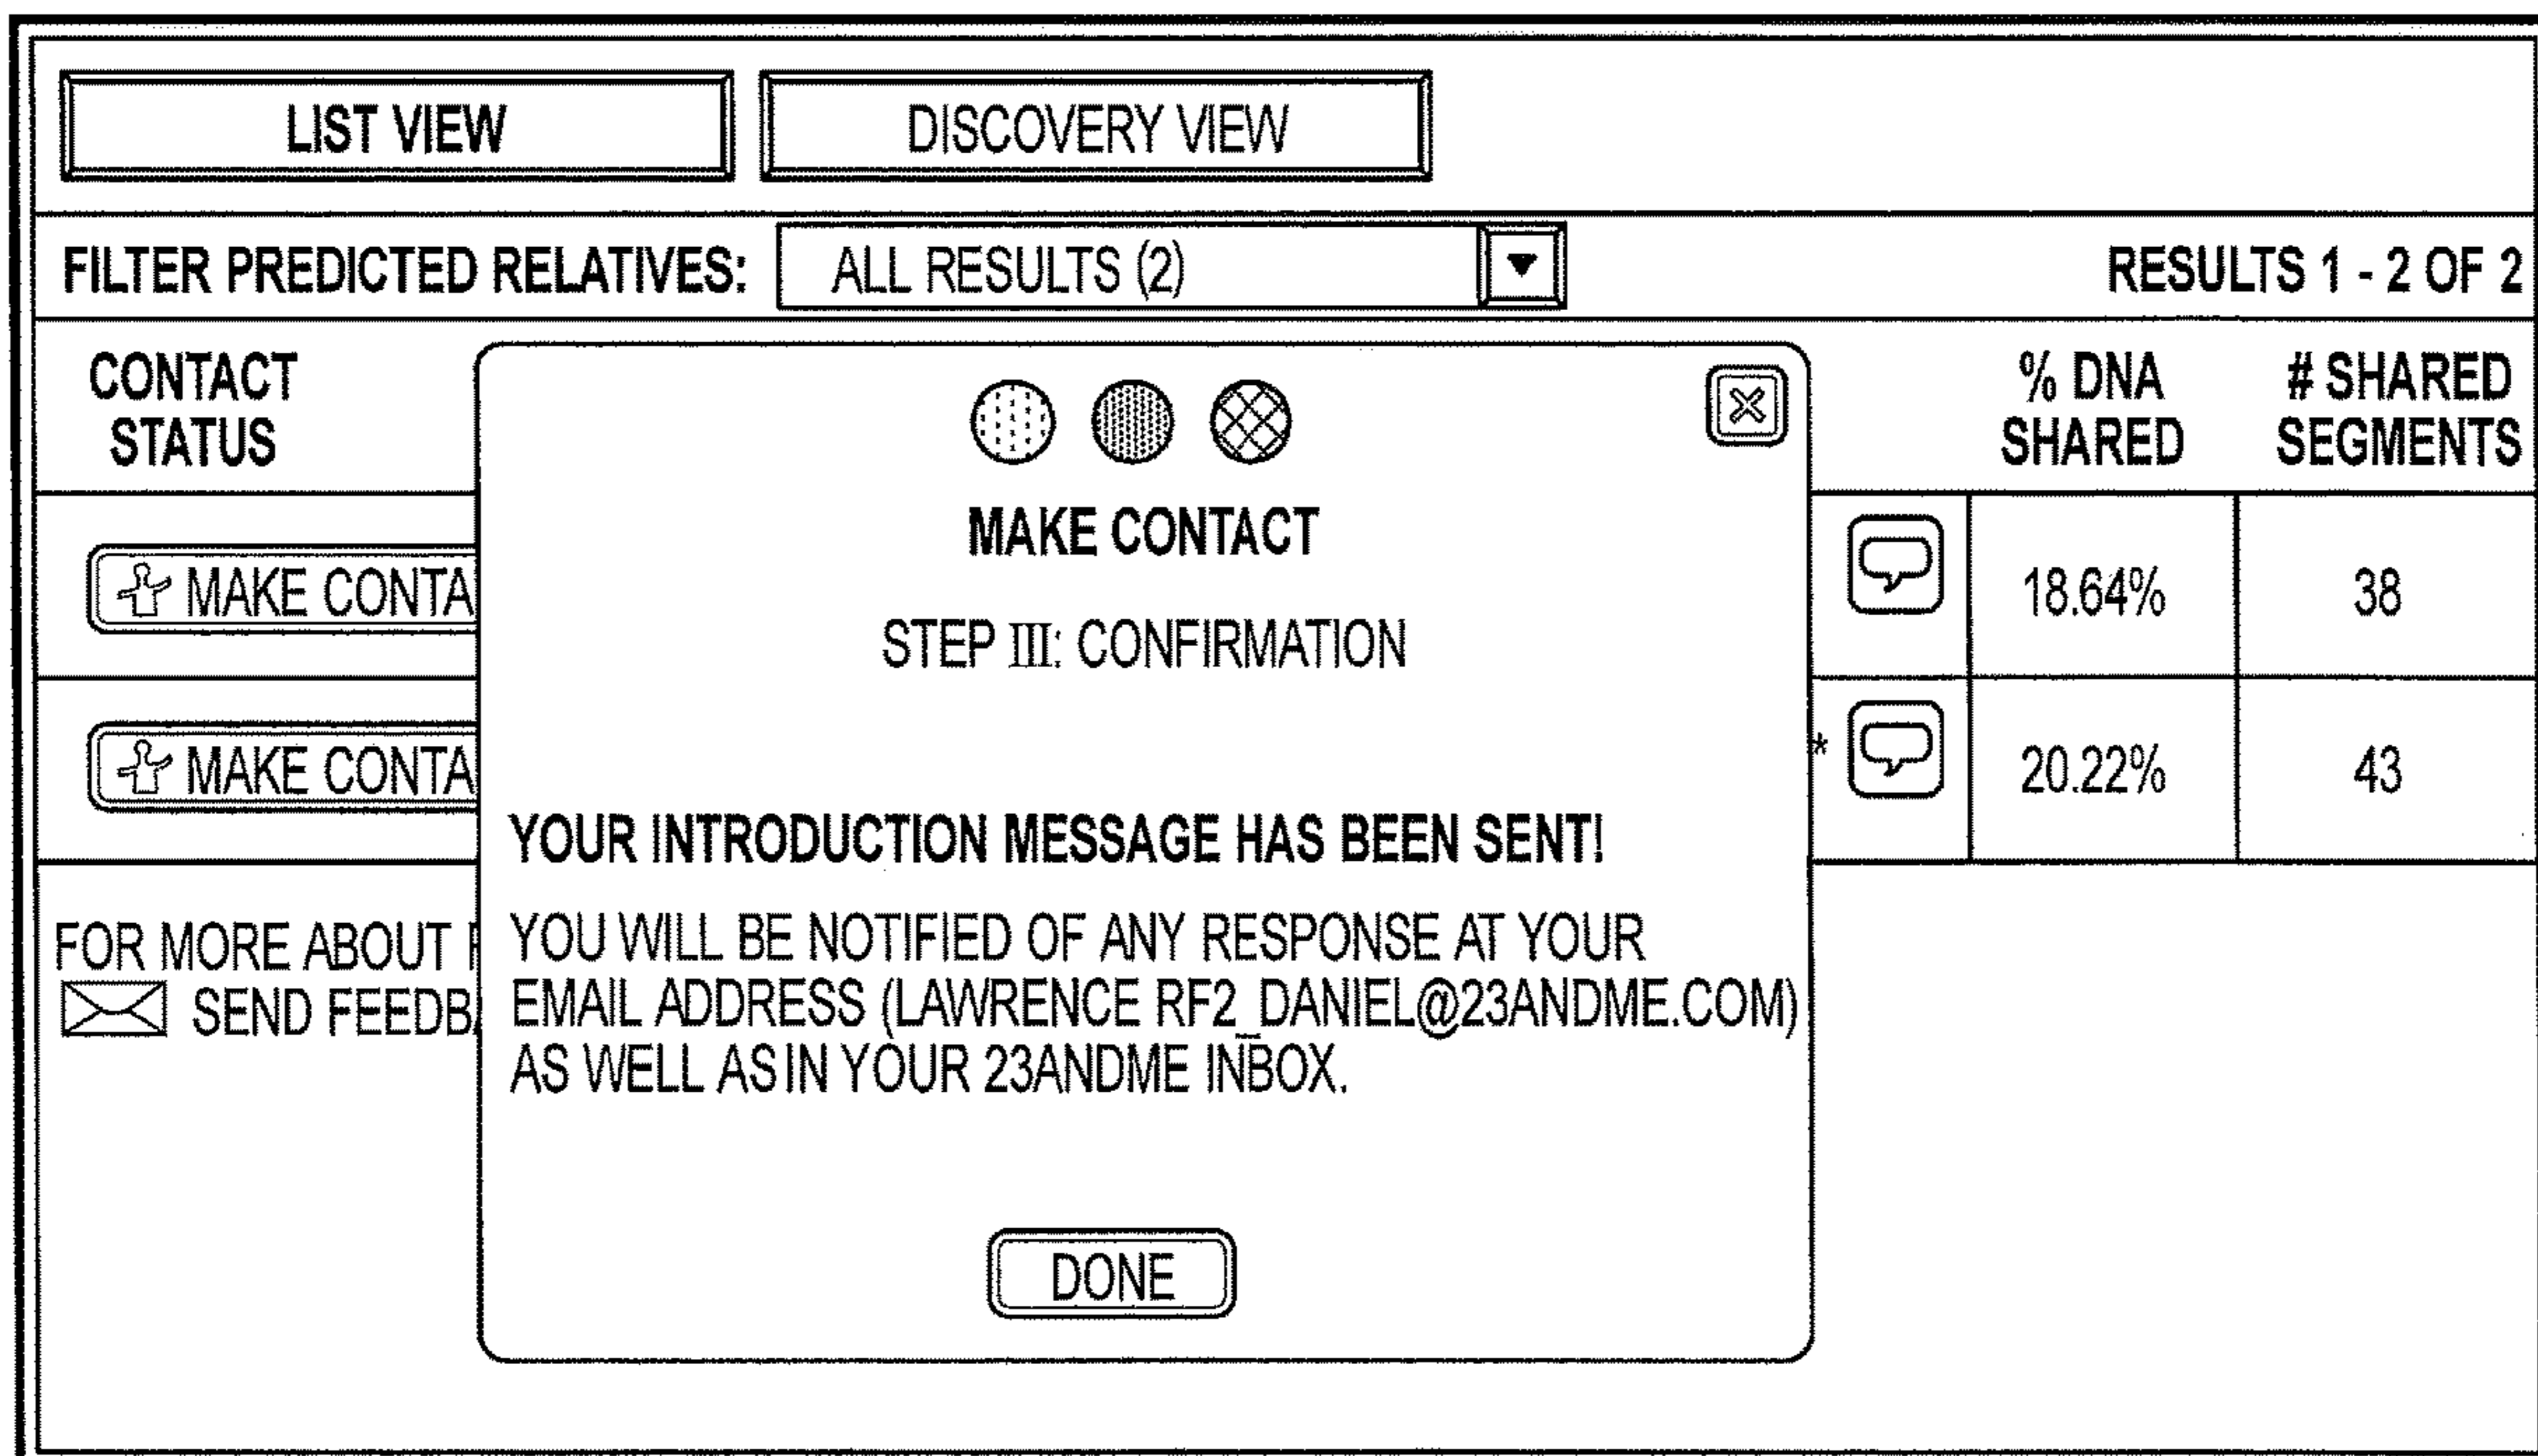 LIST VIEW
DISCOVERY VIEW
FILTER PREDICTED RELATIVES: ALL RESULTS (2) RESULTS 1 - 2 OF 2
CONTACT
STATUS
% DNA
SHARED
# SHARED
SEGMENTS
MAKE CONTA 18.64% 38
MAKE CONTA * 20.22% 43
FOR MORE ABOUT
SEND FEEDBA
MAKE CONTACT
STEP III: CONFIRMATION
YOUR INTRODUCTION MESSAGE HAS BEEN SENT!
YOU WILL BE NOTIFIED OF ANY RESPONSE AT YOUR
EMAIL ADDRESS (LAWRENCE RF2_DANIEL@23ANDME.COM)
AS WELL AS IN YOUR 23ANDME INBOX.
DONE